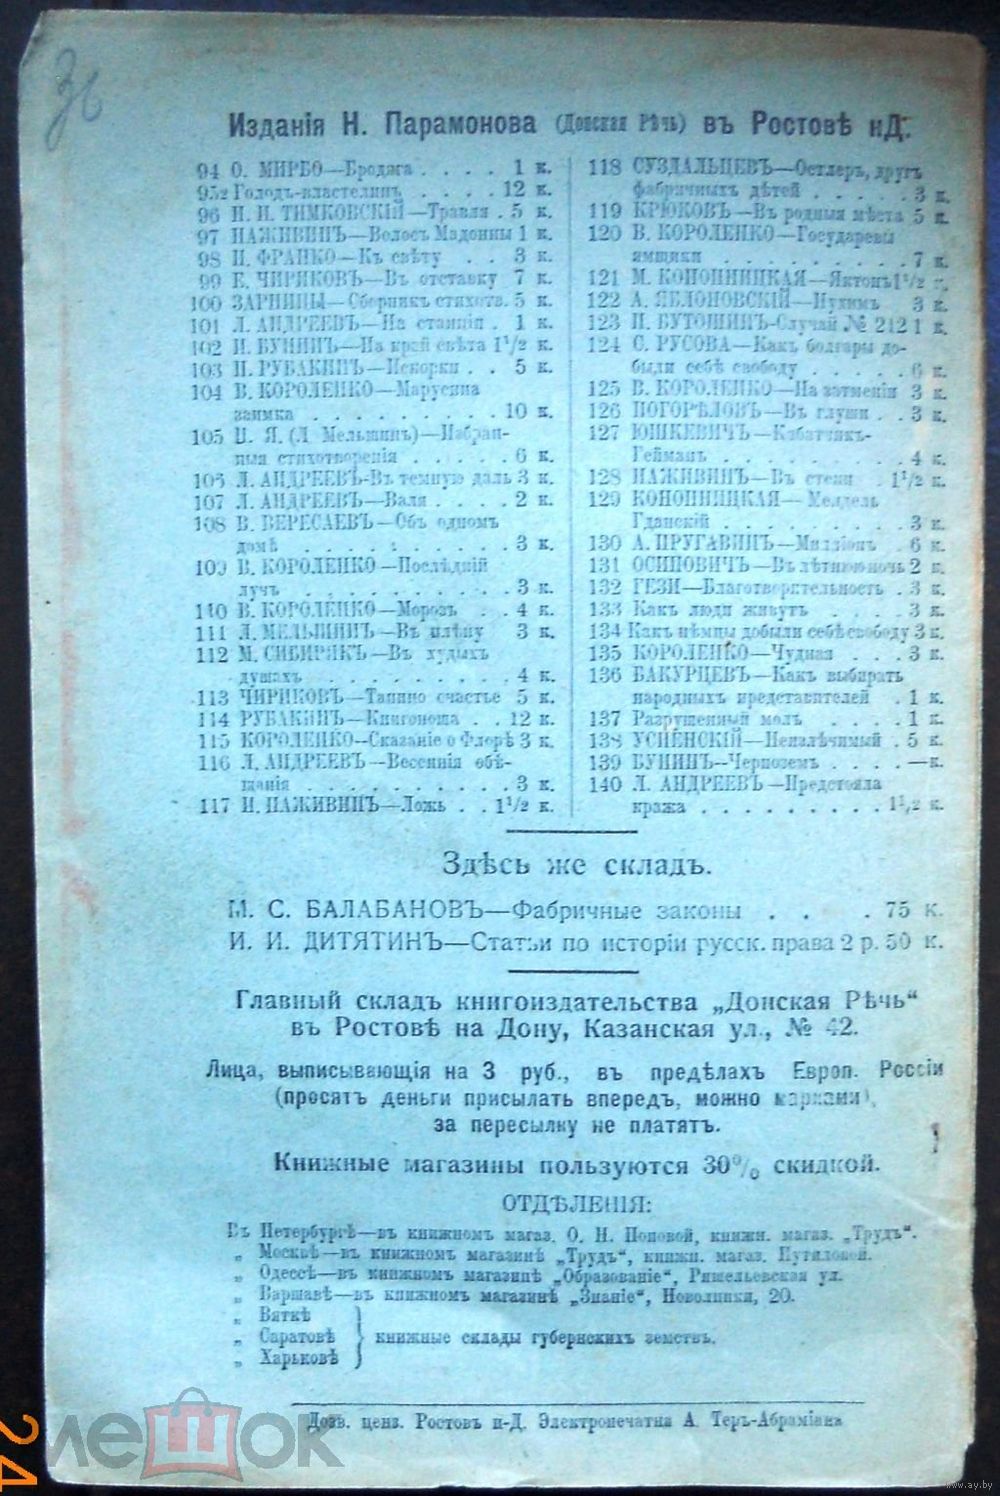 Зб
Изданія Н. Парамонова (Донская Рѣчь) въ Ростовѣ нД.
94 О. МИРБО—Бродяга . . . . 1 к.
95а Голодъ-властелинъ . . . . 12 к.
96 Н. И. ТИМКОВСКІЙ—Травля . 5 к.
97 НАЖИВИНЪ—Волосъ Мадонны 1 к.
98 И. ФРАНКО—Къ свѣту . . 3 к.
99 Е. ЧИРИКОВЪ—Въ отставку 7 к.
100 ЗАРНИЦЫ—Сборникъ стихотв. 5 к.
101 Л. АНДРЕЕВЪ—На станціи . 1 к.
102 И. БУНИНЪ—На край свѣта 1½ к.
103 Н. РУБАКИНЪ—Искорки . . 5 к.
104 В. КОРОЛЕНКО—Марусина
заимка . . . . . . . . . 10 к.
105 П. Я. (Л Мельшинъ)—Избран-
ныя стихотворенія . . . . . 6 к.
106 Л. АНДРЕЕВЪ-Въ темную даль 3 к.
107 Л. АНДРЕЕВЪ—Валя . . . . 2 к.
108 В. ВЕРЕСАЕВЪ—Объ одномъ
домѣ . . . . . . . . . . 3 к.
109 В. КОРОЛЕНКО—Послѣдній
лучъ . . . . . . . . . . 3 к.
110 В. КОРОЛЕНКО—Морозъ . . 4 к.
111 Л. МЕЛЬШИНЪ—Въ плѣну 3 к.
112 М. СИБИРЯКЪ—Въ худыхъ
душахъ . . . . . . . . . 4 к.
113 ЧИРИКОВЪ—Танино счастье 5 к.
114 РУБАКИНЪ—Книгоноша . . 12 к.
115 КОРОЛЕНКО—Сказаніе о Флорѣ 3 к.
116 Л. АНДРЕЕВЪ—Весеннія обѣ-
щанія . . . . . . . . . . 3 к.
117 И. НАЖИВИНЪ—Ложь . . 1½ к.
118 СУЗДАЛЬЦЕВЪ—Остлеръ, другъ
фабричныхъ дѣтей . . . . . 3 к.
119 КРЮКОВЪ—Въ родныя мѣста 5 к.
120 В. КОРОЛЕНКО—Государевы
ямщики . . . . . . . . . 7 к.
121 М. КОНОПНИЦКАЯ—Яктонъ 1½ к.
122 А. ЯБЛОНОВСКІЙ—Нухимъ 3 к.
123 Н. БУТОШИНЪ-Случай № 212 1 к.
124 С. РУСОВА—Какъ болгары до-
были себѣ свободу . . . . . 6 к.
125 В. КОРОЛЕНКО—На затменіи 3 к.
126 ПОГОРѢЛОВЪ—Въ глуши . . 3 к.
127 ЮШКЕВИЧЪ—Кабатчикъ-
Гейманъ . . . . . . . . . 4 к.
128 НАЖИВИНЪ—Въ степи . 1½ к.
129 КОНОПНИЦКАЯ—Мендель
Гданскій . . . . . . . . . 3 к.
130 А. ПРУГАВИНЪ—Милліонъ 6 к.
131 ОСИПОВИЧЪ—Въ лѣтнюю ночь 2 к.
132 ГЕЗИ—Благотворительность . 3 к.
133 Какъ люди живутъ . . . . 3 к.
134 Какъ нѣмцы добыли себѣ свободу 3 к.
135 КОРОЛЕНКО—Чудная . . . 3 к.
136 БАКУРЦЕВЪ—Какъ выбирать
народныхъ представителей . 1 к.
137 Разрушенный молъ . . . . 1 к.
138 УСПЕНСКІЙ—Неизлѣчимый . 5 к.
139 БУНИНЪ—Черноземъ . . . . —к.
140 Л. АНДРЕЕВЪ—Предстояла
кража . . . . . . . . . 1½ к.
Здѣсь же складъ.
М. С. БАЛАБАНОВЪ—Фабричные законы . . . 75 к.
И. И. ДИТЯТИНЪ—Статьи по исторіи русск. права 2 р. 50 к.
Главный складъ книгоиздательства „Донская Рѣчь“
въ Ростовѣ на Дону, Казанская ул., № 42.
Лица, выписывающія на 3 руб., въ предѣлахъ Европ. Россіи
(просятъ деньги присылать впередъ, можно марками),
за пересылку не платятъ.
Книжные магазины пользуются 30% скидкой.
ОТДѢЛЕНІЯ:
Въ Петербургѣ—въ книжномъ магаз. О. Н. Поповой, книжн. магаз. „Трудъ“.
„ Москвѣ—въ книжномъ магазинѣ „Трудъ“, книжн. магаз. Путиловой.
„ Одессѣ—въ книжномъ магазинѣ „Образованіе“, Ришельевская ул.
„ Варшавѣ—въ книжномъ магазинѣ „Знаніе“, Новолипки, 20.
„ Вяткѣ
„ Саратовѣ } книжные склады губернскихъ земствъ.
„ Харьковѣ
Дозв. ценз. Ростовъ н-Д. Электропечатня А. Теръ-Абраміана
мешок
24
www.ay.by